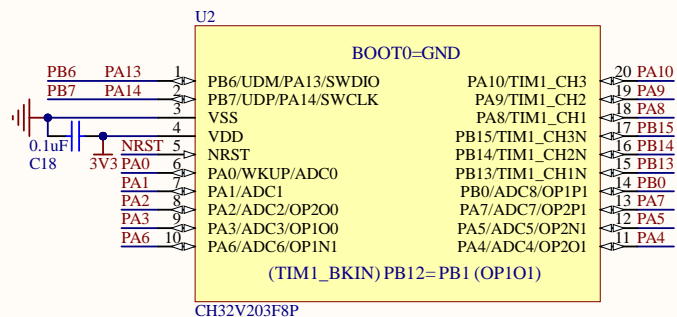 U2
BOOT0=GND
PB6 PA13 1 PB6/UDM/PA13/SWDIO PA10/TIM1_CH3 20 PA10
PB7 PA14 2 PB7/UDP/PA14/SWCLK PA9/TIM1_CH2 19 PA9
3 VSS PA8/TIM1_CH1 18 PA8
4 VDD PB15/TIM1_CH3N 17 PB15
0.1uF NRST 5 NRST PB14/TIM1_CH2N 16 PB14
C18 3V3 PA0 6 PA0/WKUP/ADC0 PB13/TIM1_CH1N 15 PB13
PA1 7 PA1/ADC1 PB0/ADC8/OP1P1 14 PB0
PA2 8 PA2/ADC2/OP2O0 PA7/ADC7/OP2P1 13 PA7
PA3 9 PA3/ADC3/OP1O0 PA5/ADC5/OP2N1 12 PA5
PA6 10 PA6/ADC6/OP1N1 PA4/ADC4/OP2O1 11 PA4
(TIM1_BKIN) PB12=PB1 (OP1O1)
CH32V203F8P